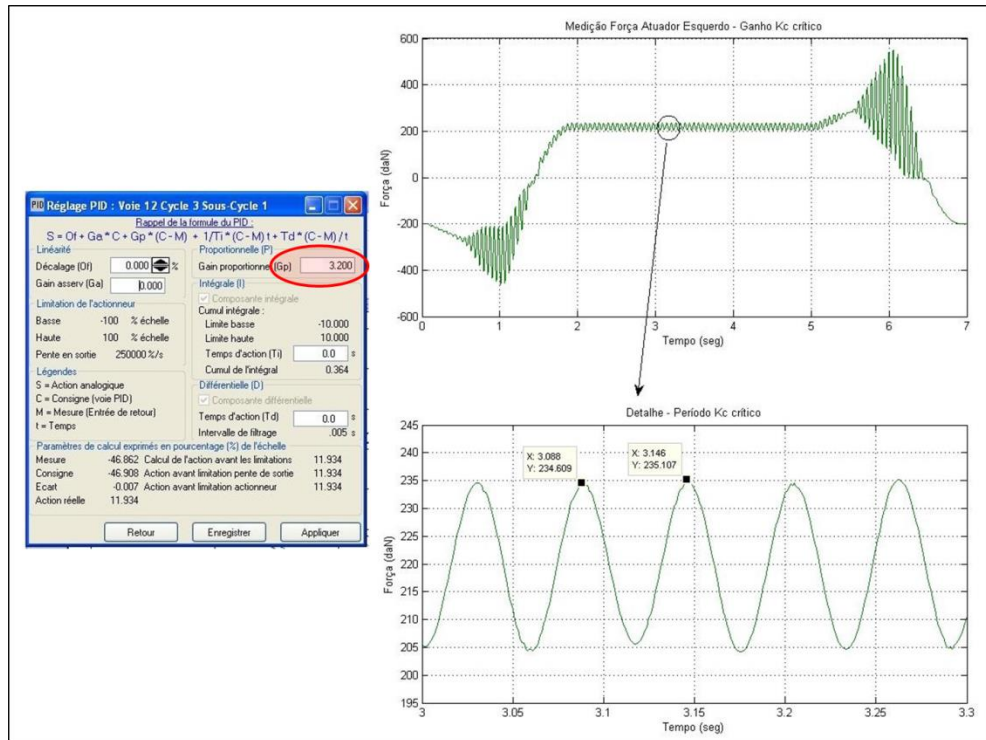 PID Réglage PID : Voie 12 Cycle 3 Sous-Cycle 1
Rappel de la formule du PID :
S = Of + Ga * C + Gp * (C - M) + 1/Ti * (C - M) t + Td * (C - M) / t
Linéarité
Décalage (Of) 0.000 %
Gain asserv (Ga) 0.000
Limitation de l'actionneur
Basse -100 % échelle
Haute 100 % échelle
Pente en sortie 250000 %/s
Légendes
S = Action analogique
C = Consigne (voie PID)
M = Mesure (Entrée de retour)
t = Temps
Proportionnelle (P)
Gain proportionne (Gp) 3.200
Intégrale (I)
Composante intégrale
Cumul intégrale :
Limite basse -10.000
Limite haute 10.000
Temps d'action (Ti) 0.0 s
Cumul de l'intégral 0.364
Différentielle (D)
Composante différentielle
Temps d'action (Td) 0.0 s
Intervalle de filtrage .005 s
Paramètres de calcul exprimés en pourcentage (%) de l'échelle
Mesure -46.862 Calcul de l'action avant les limitations 11.934
Consigne -46.908 Action avant limitation pente de sortie 11.934
Ecart -0.007 Action avant limitation actionneur 11.934
Action réelle 11.934
Retour Enregistrer Appliquer
Medição Força Atuador Esquerdo - Ganho Kc crítico
Força (daN)
600
400
200
0
-200
-400
-600
0 1 2 3 4 5 6 7
Tempo (seg)
Detalhe - Período Kc crítico
Força (daN)
245
240
235
230
225
220
215
210
205
200
195
X: 3.088
Y: 234.609
X: 3.146
Y: 235.107
3 3.05 3.1 3.15 3.2 3.25 3.3
Tempo (seg)